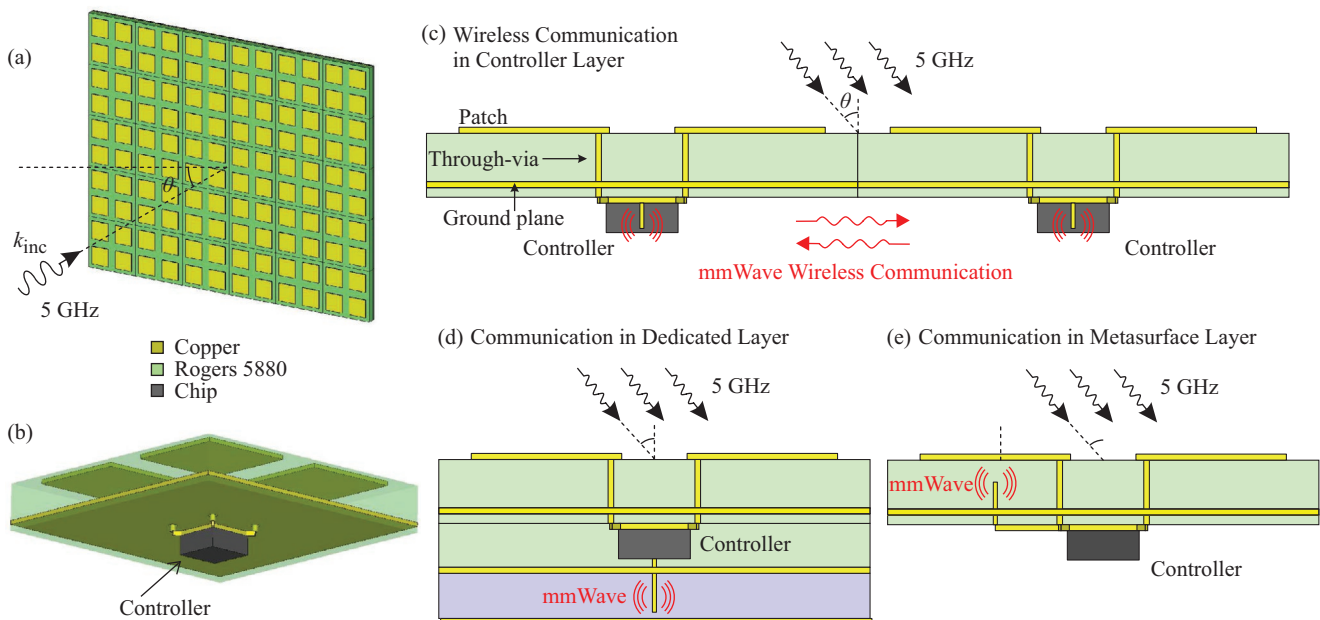 (a)
θ
k_inc
5 GHz
Copper
Rogers 5880
Chip
(b)
Controller
(c) Wireless Communication
in Controller Layer
5 GHz
θ
Patch
Through-via
Ground plane
Controller
Controller
mmWave Wireless Communication
(d) Communication in Dedicated Layer
5 GHz
Controller
mmWave
(e) Communication in Metasurface Layer
5 GHz
mmWave
Controller